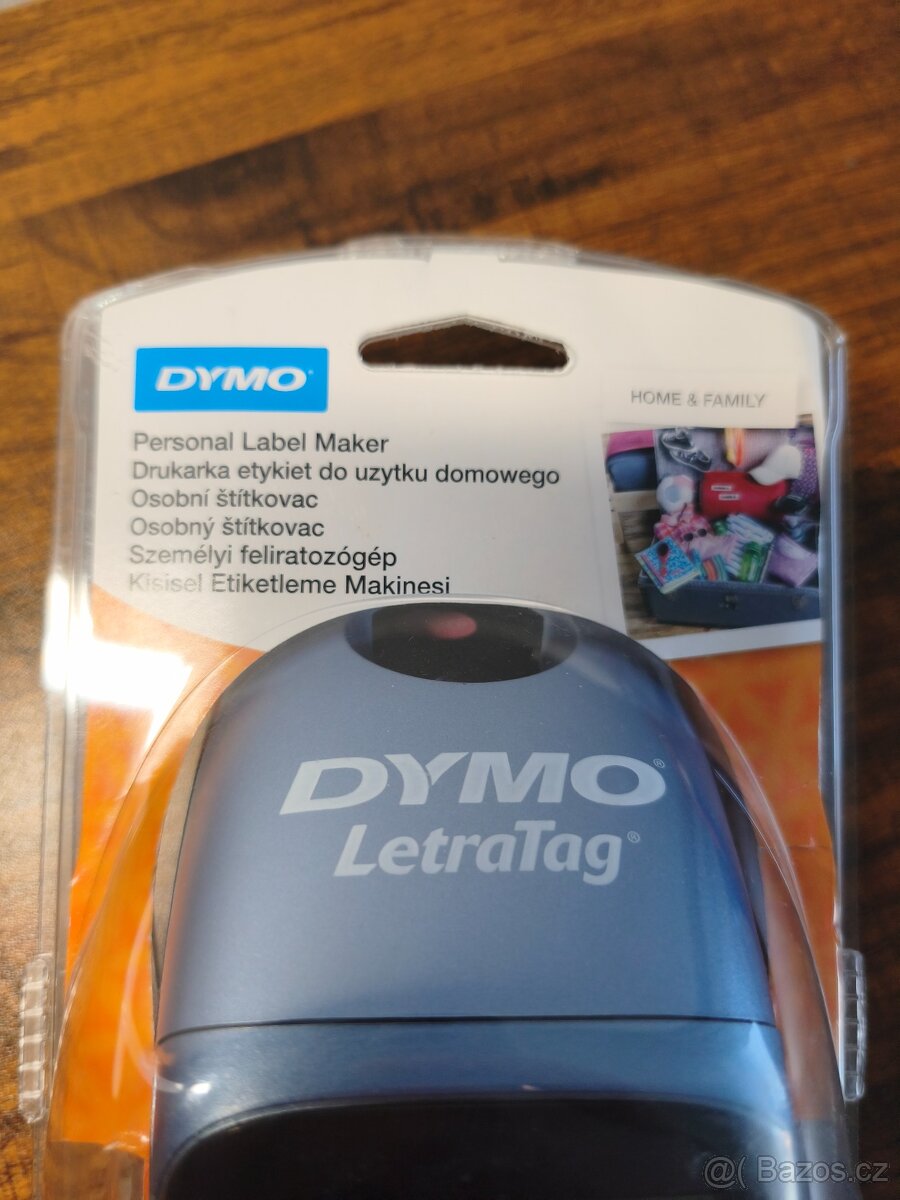 DYMO
HOME & FAMILY
Personal Label Maker
Drukarka etykiet do uzytku domowego
Osobní štítkovac
Osobný štítkovac
Személyi feliratozógép
Kisisel Etiketleme Makinesi
DYMO®
LetraTag®
@( Bazos.cz